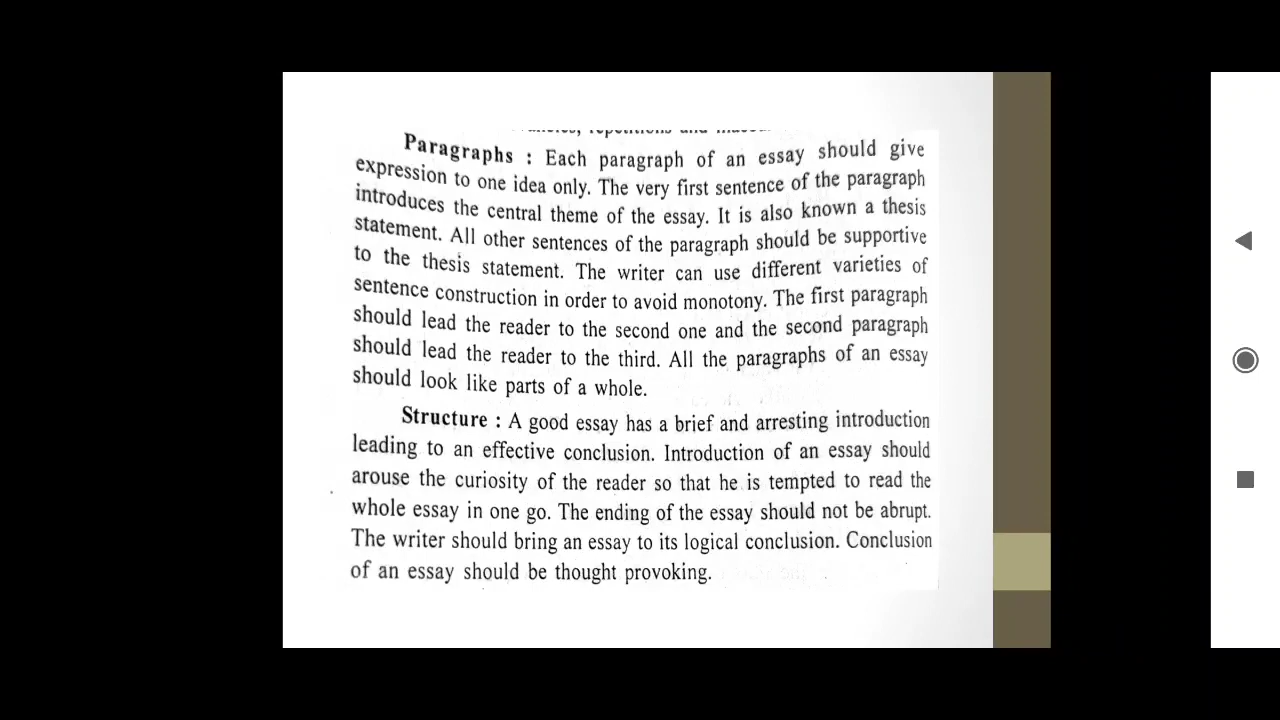 repetitions and
Paragraphs : Each paragraph of an essay should give
expression to one idea only. The very first sentence of the paragraph
introduces the central theme of the essay. It is also known a thesis
statement. All other sentences of the paragraph should be supportive
to the thesis statement. The writer can use different varieties of
sentence construction in order to avoid monotony. The first paragraph
should lead the reader to the second one and the second paragraph
should lead the reader to the third. All the paragraphs of an essay
should look like parts of a whole.
Structure : A good essay has a brief and arresting introduction
leading to an effective conclusion. Introduction of an essay should
arouse the curiosity of the reader so that he is tempted to read the
whole essay in one go. The ending of the essay should not be abrupt.
The writer should bring an essay to its logical conclusion. Conclusion
of an essay should be thought provoking.